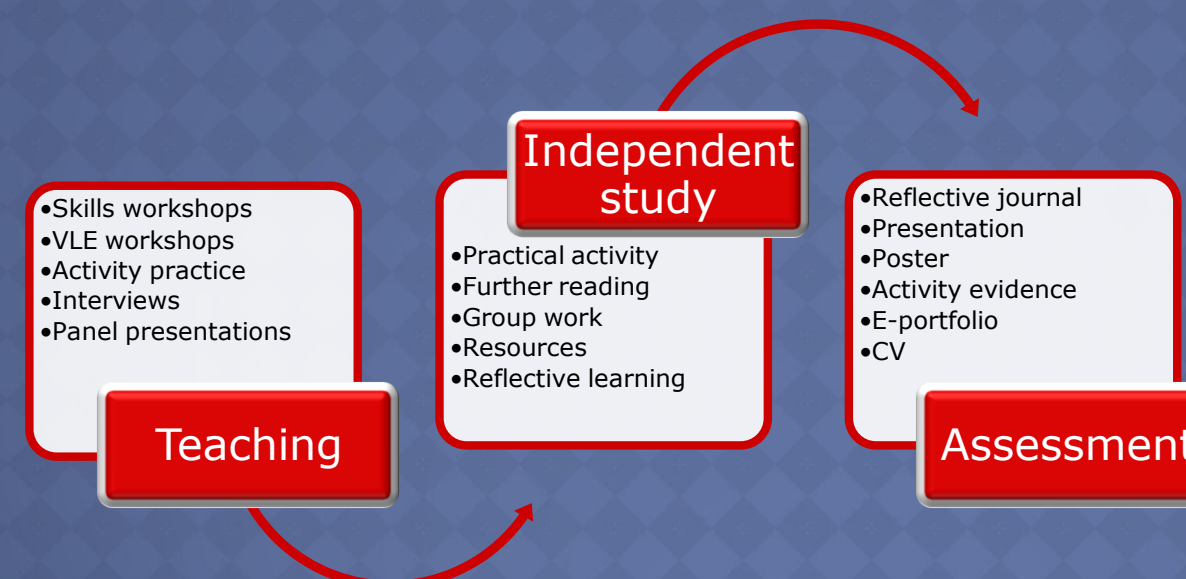 •Skills workshops
•VLE workshops
•Activity practice
•Interviews
•Panel presentations
Teaching
Independent
study
•Practical activity
•Further reading
•Group work
•Resources
•Reflective learning
•Reflective journal
•Presentation
•Poster
•Activity evidence
•E-portfolio
•CV
Assessment